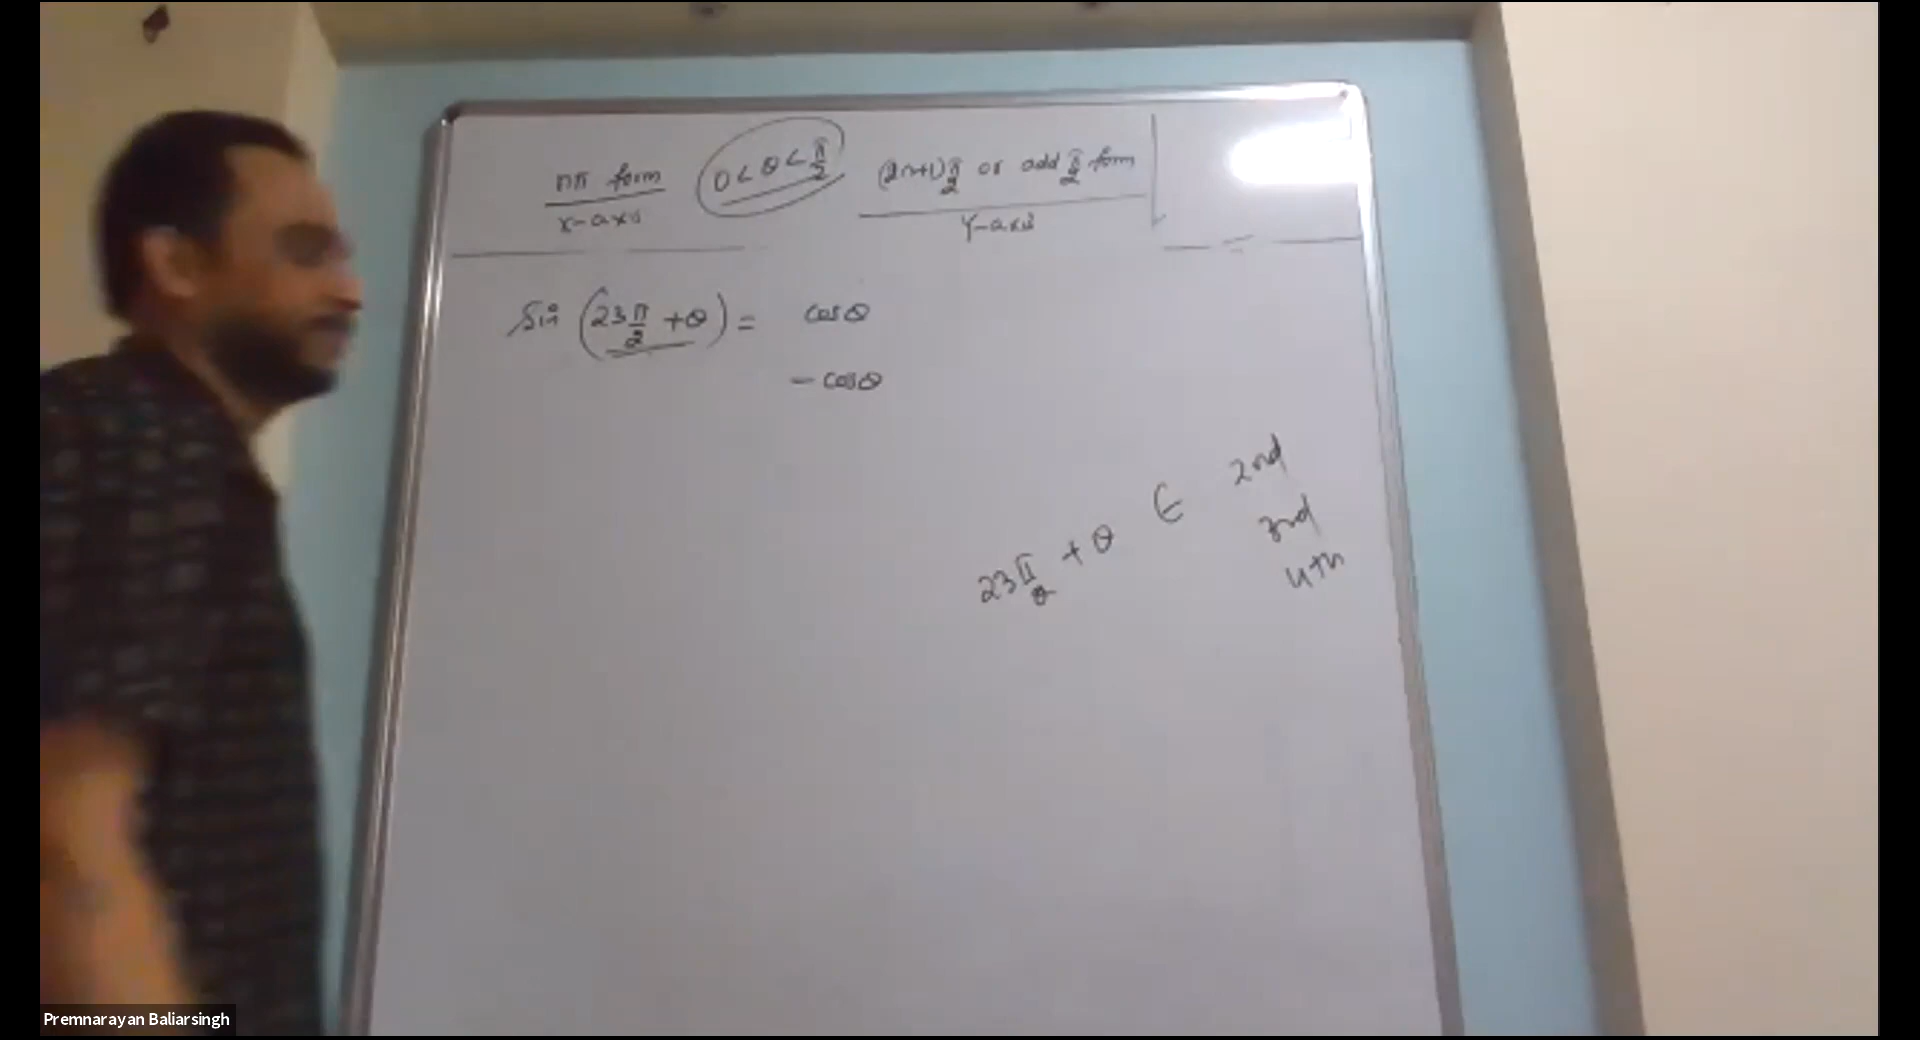 nπ form
x-axis
0 < θ < π/2
(2n+1)π/2 or odd π/2 form
Y-axis
Sin (23π/2 + θ) = cosθ
- cosθ
23π/2 + θ ∈ 2nd
3rd
4th
Premnarayan Baliarsingh